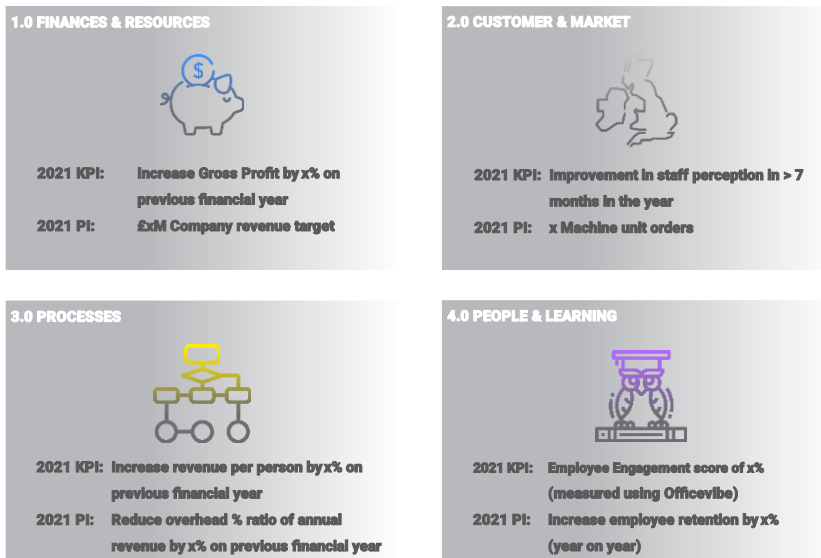 1.0 FINANCES & RESOURCES
$
2021 KPI: Increase Gross Profit by x% on
previous financial year
2021 PI: £xM Company revenue target
2.0 CUSTOMER & MARKET
2021 KPI: Improvement in staff perception in > 7
months in the year
2021 PI: x Machine unit orders
3.0 PROCESSES
2021 KPI: Increase revenue per person by x% on
previous financial year
2021 PI: Reduce overhead % ratio of annual
revenue by x% on previous financial year
4.0 PEOPLE & LEARNING
2021 KPI: Employee Engagement score of x%
(measured using Officevibe)
2021 PI: Increase employee retention by x%
(year on year)